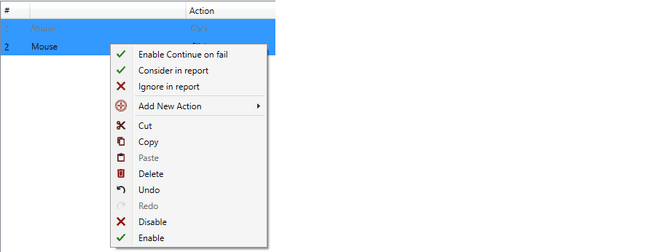 # Action
1 Mouse Click
2 Mouse
Enable Continue on fail
Consider in report
Ignore in report
Add New Action
Cut
Copy
Paste
Delete
Undo
Redo
Disable
Enable